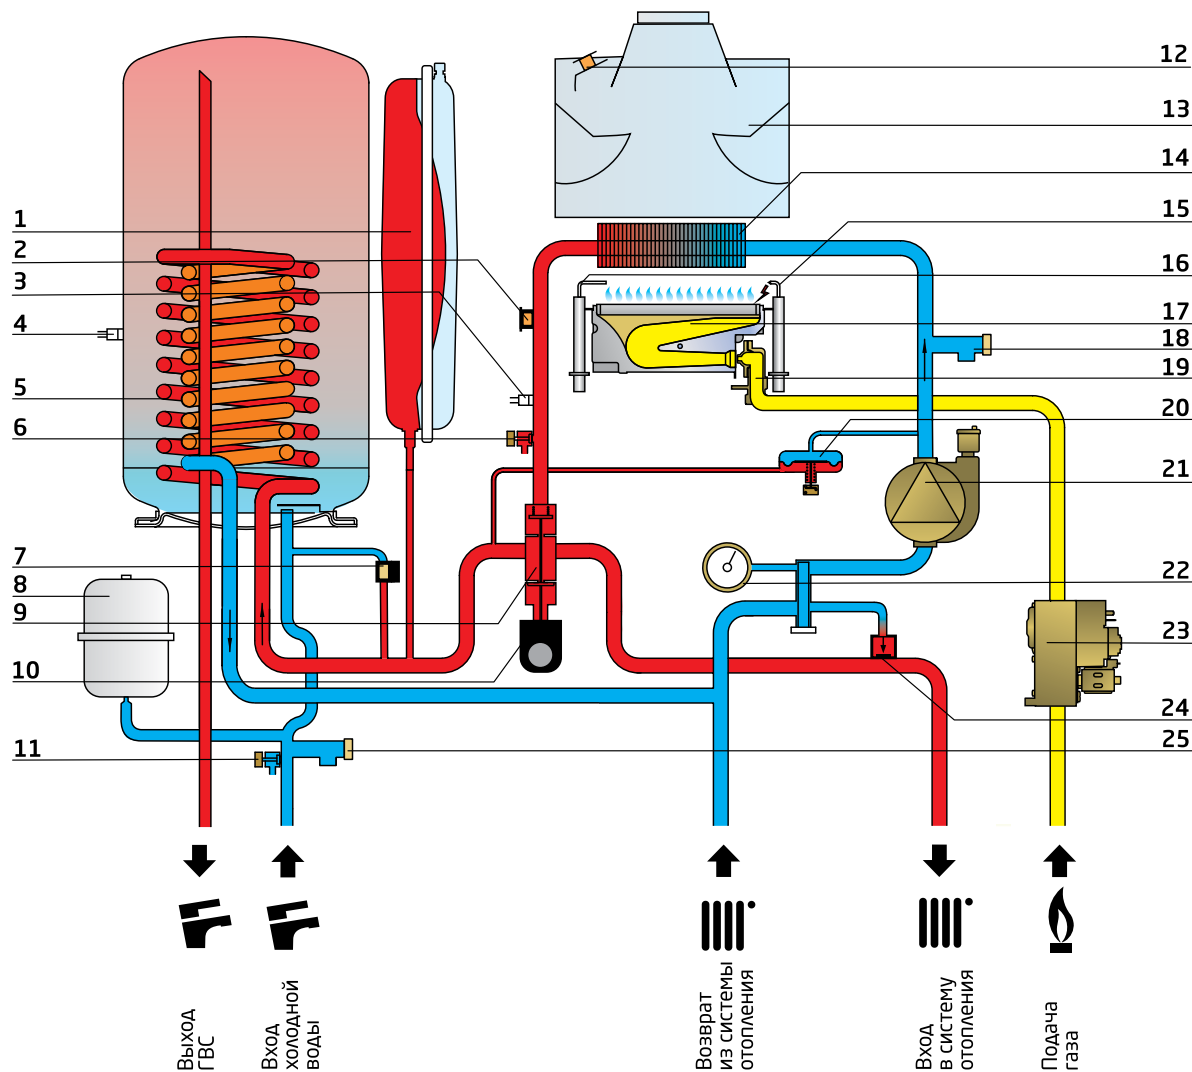 1
2
3
4
5
6
7
8
9
10
11
12
13
14
15
16
17
18
19
20
21
22
23
24
25
Выход
ГВС
Вход
холодной
воды
Возврат
из системы
отопления
Вход
в систему
отопления
Подача
газа